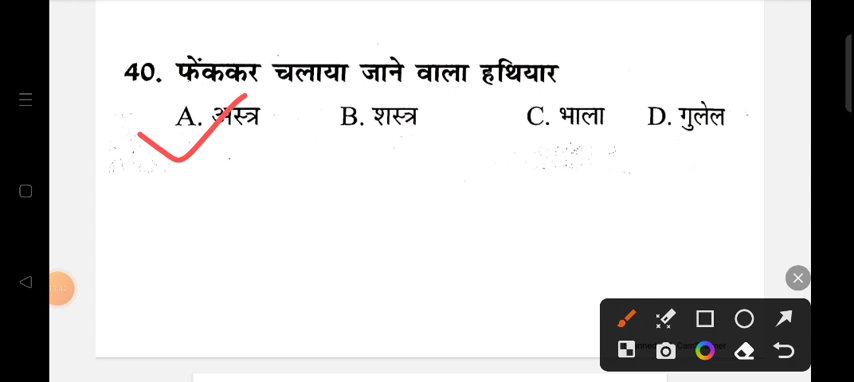 40. फेंककर चलाया जाने वाला हथियार
A. अस्त्र B. शस्त्र C. भाला D. गुलेल